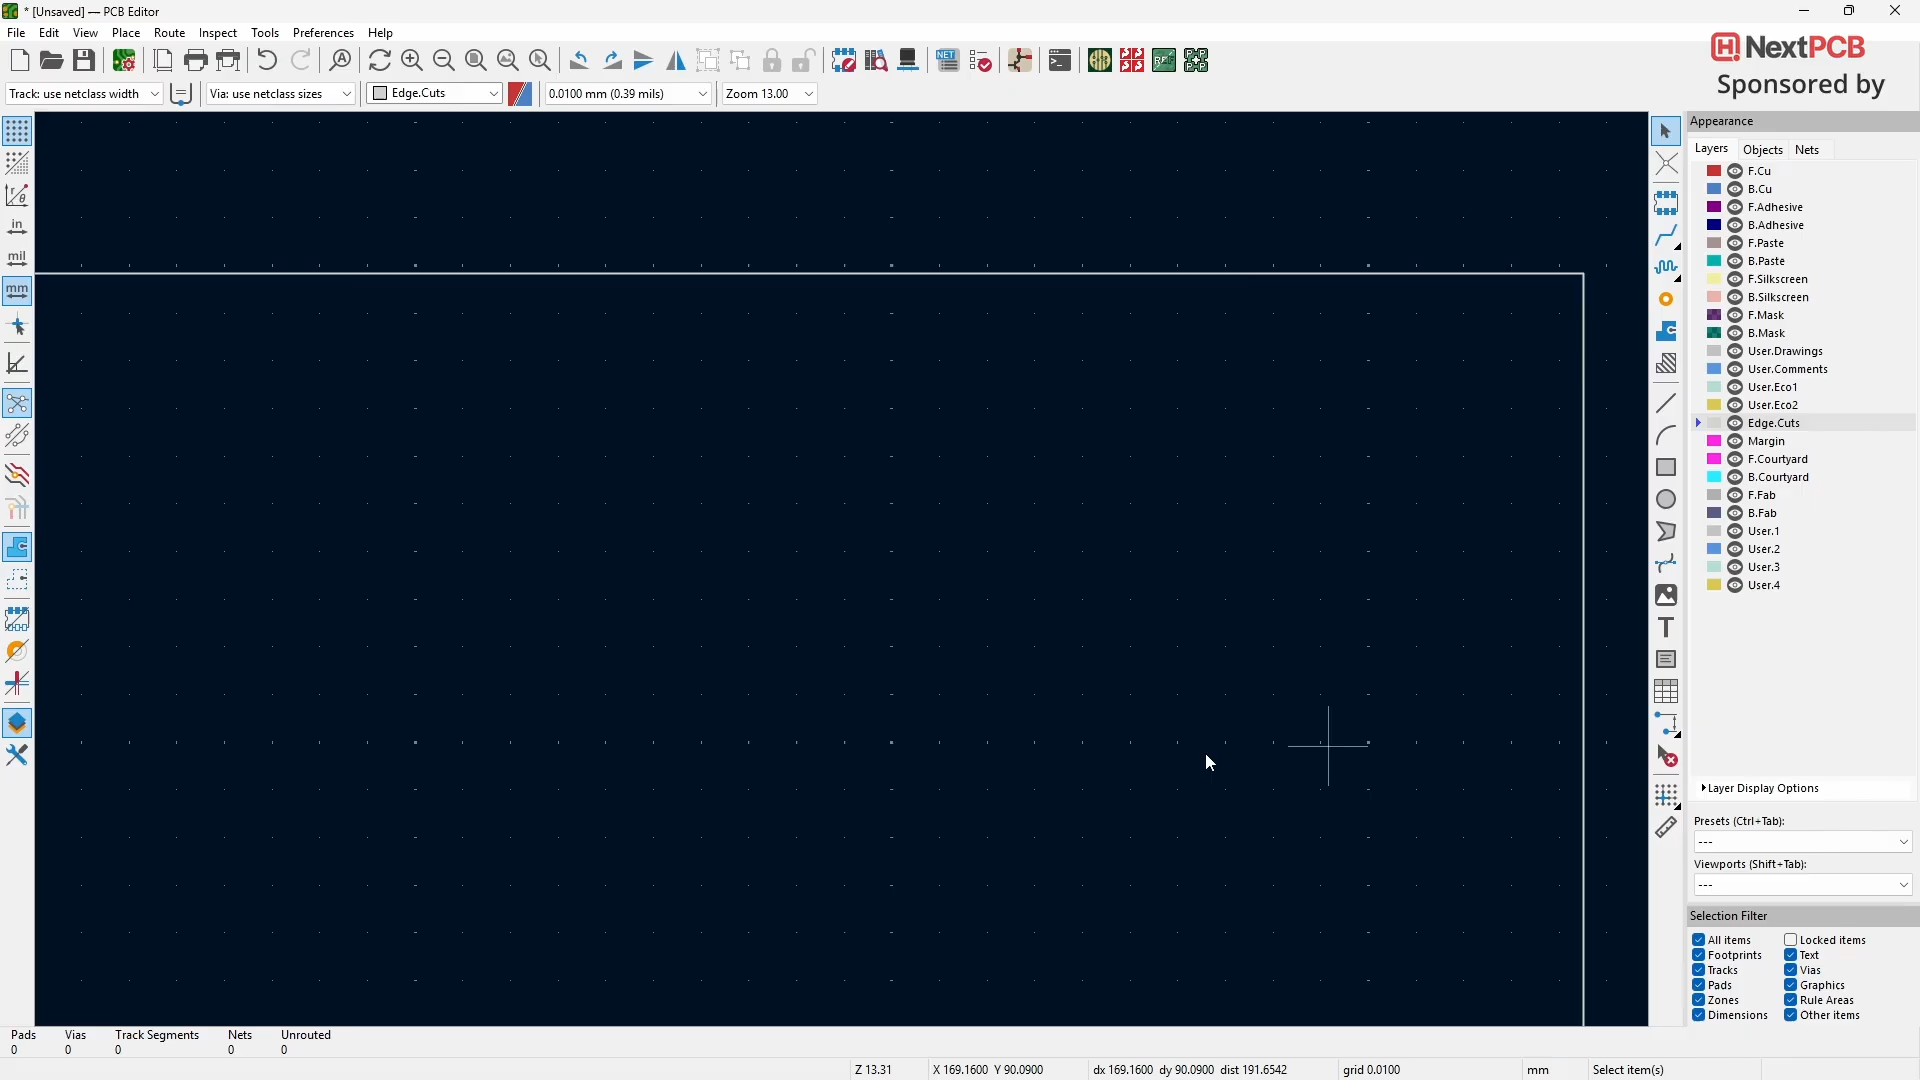 * [Unsaved] — PCB Editor
File Edit View Place Route Inspect Tools Preferences Help
NextPCB
Sponsored by
Track: use netclass width
Via: use netclass sizes
Edge.Cuts
0.0100 mm (0.39 mils)
Zoom 13.00
in
mil
mm
NET
Appearance
Layers Objects Nets
F.Cu
B.Cu
F.Adhesive
B.Adhesive
F.Paste
B.Paste
F.Silkscreen
B.Silkscreen
F.Mask
B.Mask
User.Drawings
User.Comments
User.Eco1
User.Eco2
Edge.Cuts
Margin
F.Courtyard
B.Courtyard
F.Fab
B.Fab
User.1
User.2
User.3
User.4
Layer Display Options
Presets (Ctrl+Tab):
---
Viewports (Shift+Tab):
---
Selection Filter
All items Locked items
Footprints Text
Tracks Vias
Pads Graphics
Zones Rule Areas
Dimensions Other items
Pads Vias Track Segments Nets Unrouted
0 0 0 0 0
Z 13.31 X 169.1600 Y 90.0900 dx 169.1600 dy 90.0900 dist 191.6542 grid 0.0100 mm Select item(s)